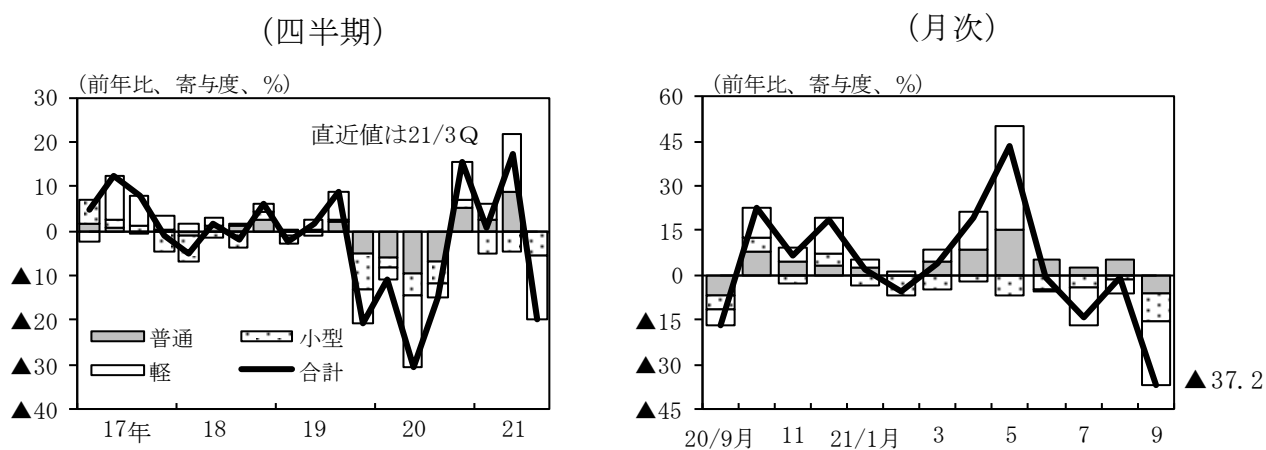 (四半期)
(前年比、寄与度、%)
30
20
10
0
▲10
▲20
▲30
▲40
直近値は21/3Q
普通
小型
軽
合計
17年
18
19
20
21
(月次)
(前年比、寄与度、%)
60
45
30
15
0
▲15
▲30
▲45
▲37.2
20/9月
11
21/1月
3
5
7
9